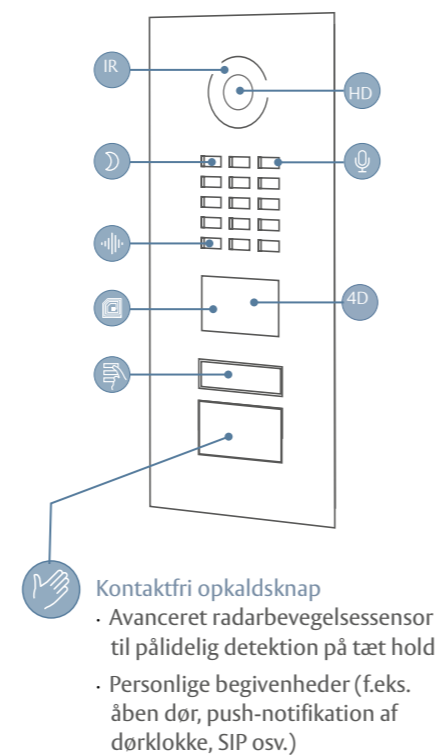 IR
HD
4D
Kontaktfri opkaldsknap
· Avanceret radarbevægelsessensor
til pålidelig detektion på tæt hold
· Personlige begivenheder (f.eks.
åben dør, push-notifikation af
dørklokke, SIP osv.)